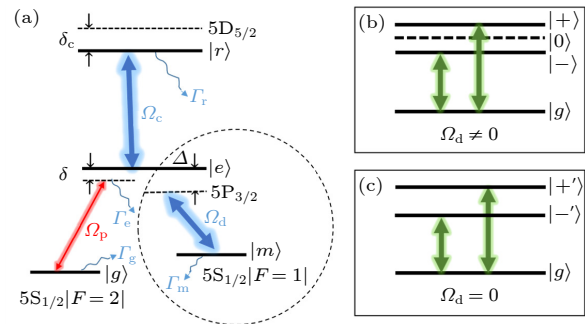 (a)
5D5/2
δc
|r⟩
Γr
Ωc
Δ
|e⟩
δ
5P3/2
Γe
Ωd
Ωp
Γg
|g⟩
|m⟩
Γm
5S1/2|F=2|
5S1/2|F=1|
(b)
|+⟩
|0⟩
|−⟩
|g⟩
Ωd ≠ 0
(c)
|+′⟩
|−′⟩
|g⟩
Ωd = 0